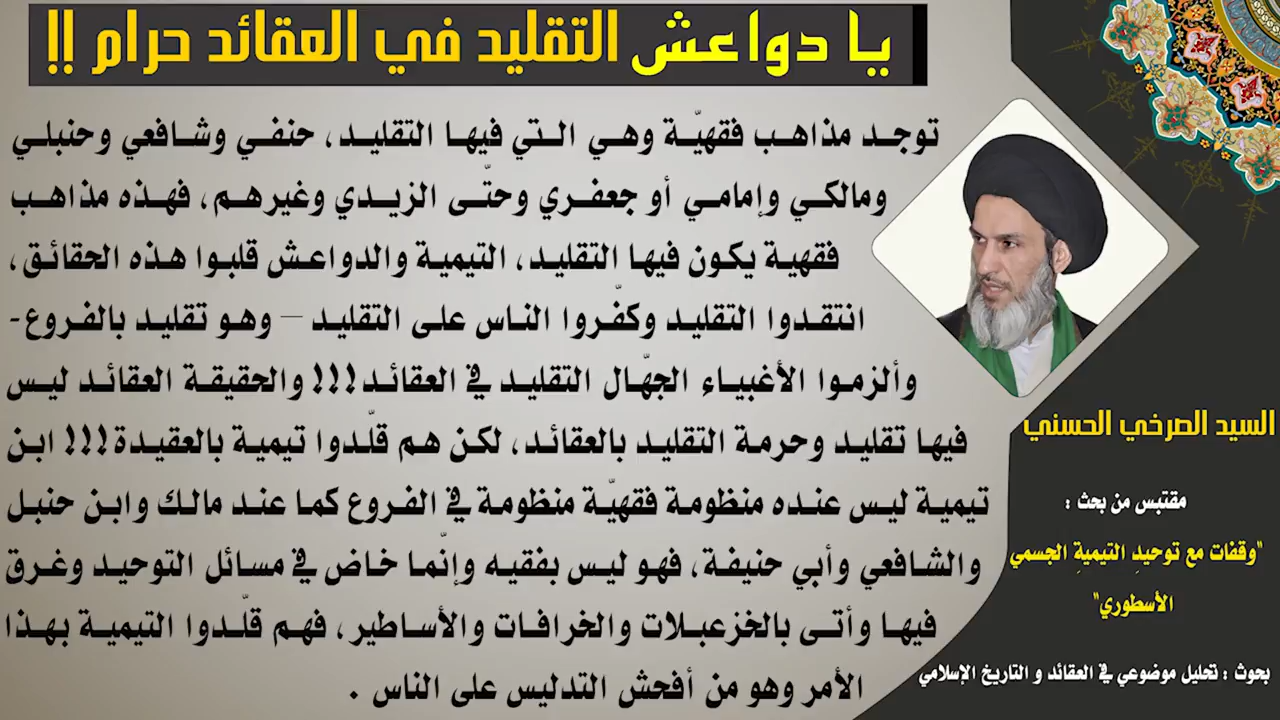 يا دواعش التقليد في العقائد حرام !!
توجد مذاهب فقهيّة وهي التي فيها التقليد، حنفي وشافعي وحنبلي
ومالكي وإمامي أو جعفري وحتّى الزيدي وغيرهم، فهذه مذاهب
فقهية يكون فيها التقليد، التيمية والدواعش قلبوا هذه الحقائق،
انتقدوا التقليد وكفّروا الناس على التقليد – وهو تقليد بالفروع-
وألزموا الأغبياء الجهّال التقليد في العقائد!!! والحقيقة العقائد ليس
فيها تقليد وحرمة التقليد بالعقائد، لكن هم قلّدوا تيمية بالعقيدة!!! ابن
تيمية ليس عنده منظومة فقهيّة منظومة في الفروع كما عند مالك وابن حنبل
والشافعي وأبي حنيفة، فهو ليس بفقيه وإنّما خاض في مسائل التوحيد وغرق
فيها وأتى بالخزعبلات والخرافات والأساطير، فهم قلّدوا التيمية بهذا
الأمر وهو من أفحش التدليس على الناس .
السيد الصرخي الحسني
مقتبس من بحث :
"وقفات مع توحيدِ التيميةِ الجسمي
الأسطوري"
بحوث : تحليل موضوعي في العقائد و التاريخ الإسلامي